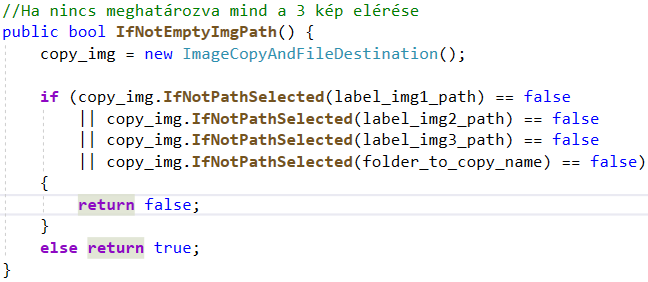 //Ha nincs meghatározva mind a 3 kép elérése
public bool IfNotEmptyImgPath() {
copy_img = new ImageCopyAndFileDestination();
if (copy_img.IfNotPathSelected(label_img1_path) == false
|| copy_img.IfNotPathSelected(label_img2_path) == false
|| copy_img.IfNotPathSelected(label_img3_path) == false
|| copy_img.IfNotPathSelected(folder_to_copy_name) == false)
{
return false;
}
else return true;
}